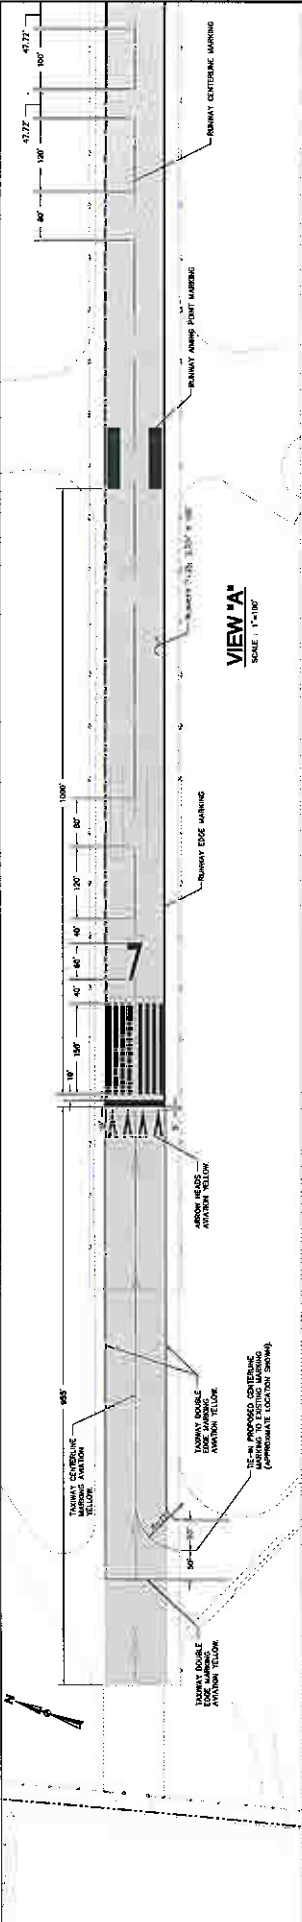 N
955'
TAXIWAY CENTERLINE
MARKING AVIATION
YELLOW.
TAXIWAY DOUBLE
EDGE MARKING
AVIATION YELLOW.
50'
TIE-IN PROPOSED CENTERLINE
MARKING TO EXISTING MARKING
(APPROXIMATE LOCATION SHOWN).
TAXIWAY DOUBLE
EDGE MARKING
AVIATION YELLOW.
ARROW HEADS
AVIATION YELLOW.
10'
150'
40'
60'
40'
120'
80'
1000'
7
RUNWAY EDGE MARKING
VIEW "A"
SCALE : 1"=100'
RUNWAY AIMING POINT MARKING
RUNWAY CENTERLINE MARKING
80'
120'
47.72'
100'
47.72'